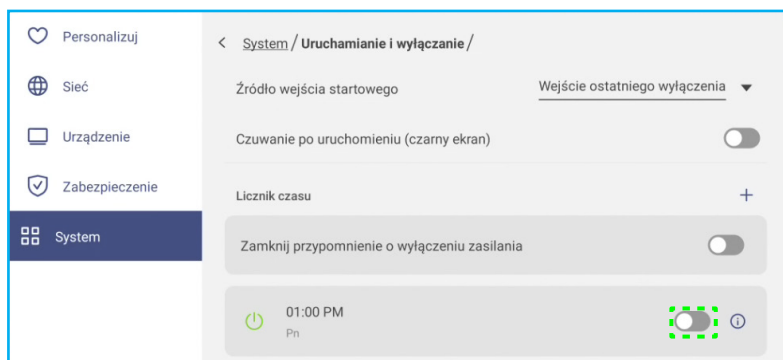 Personalizuj
Sieć
Urządzenie
Zabezpieczenie
System
System / Uruchamianie i wyłączanie /
Źródło wejścia startowego
Wejście ostatniego wyłączenia
Czuwanie po uruchomieniu (czarny ekran)
Licznik czasu
Zamknij przypomnienie o wyłączeniu zasilania
01:00 PM
Pn